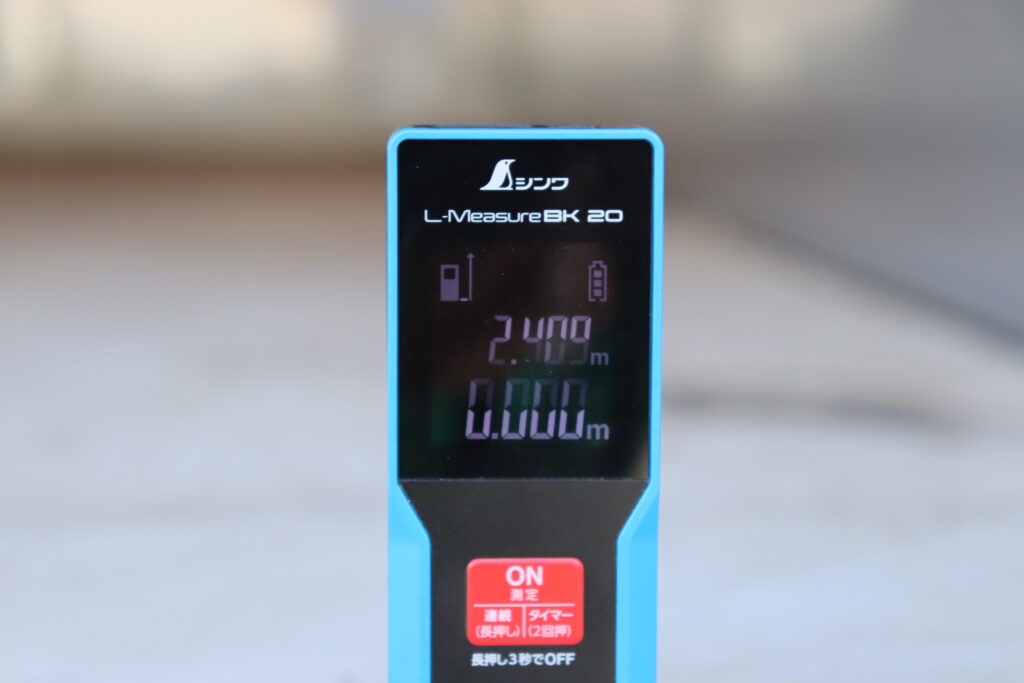 シンワ
L-Measure BK 20
2.409m
0.000m
ON
測定
連続 タイマー
(長押し) (2回押)
長押し3秒でOFF